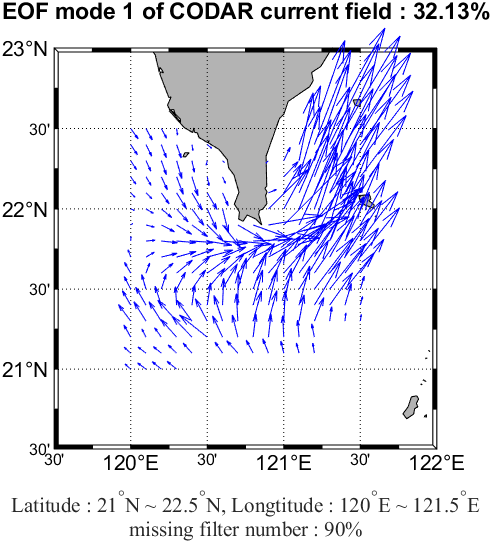 EOF mode 1 of CODAR current field : 32.13%
23°N
30'
22°N
30'
21°N
30'
30' 120°E 30' 121°E 30' 122°E
Latitude : 21°N ~ 22.5°N, Longtitude : 120°E ~ 121.5°E
missing filter number : 90%